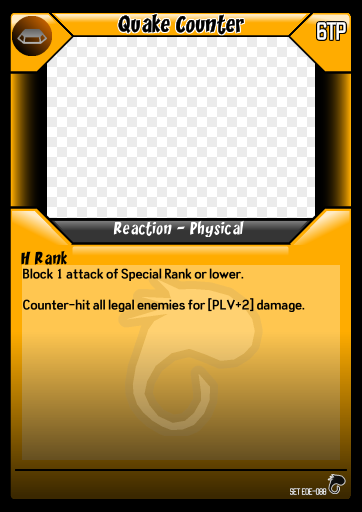 Quake Counter
6TP
Reaction - Physical
H Rank
Block 1 attack of Special Rank or lower.
Counter-hit all legal enemies for [PLV+2] damage.
SET EOE-088